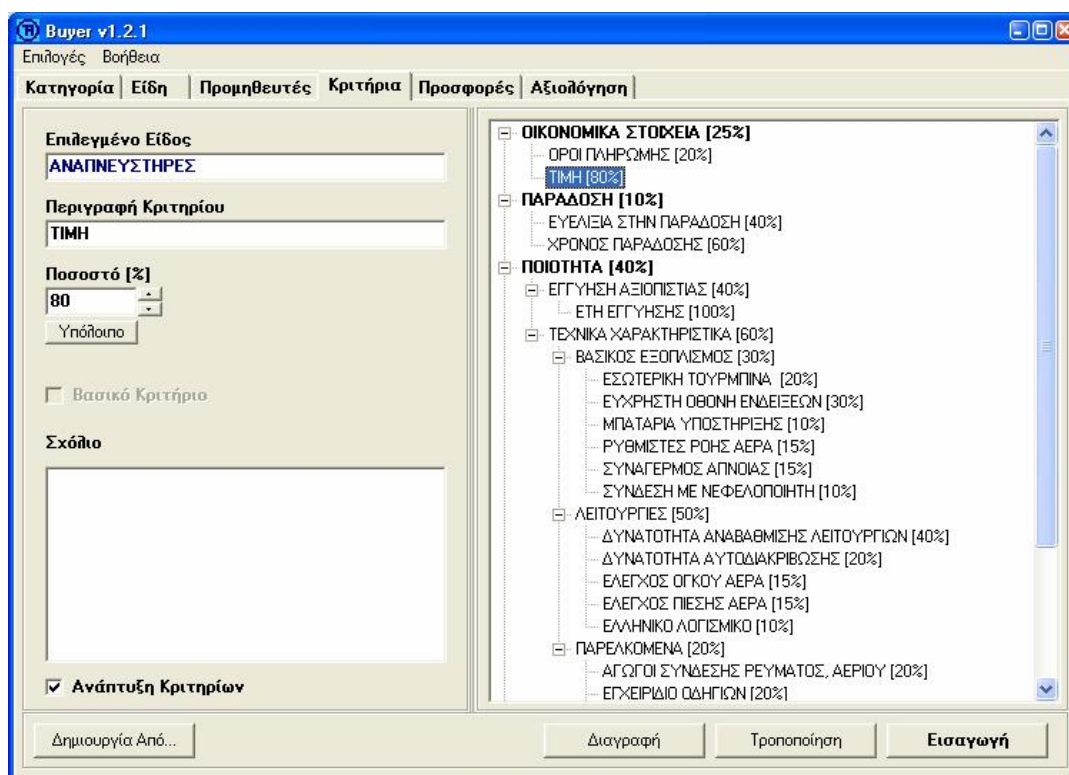 Buyer v1.2.1
Επιλογές Βοήθεια
Κατηγορία Είδη Προμηθευτές Κριτήρια Προσφορές Αξιολόγηση
Επιλεγμένο Είδος
ΑΝΑΠΝΕΥΣΤΗΡΕΣ
Περιγραφή Κριτηρίου
ΤΙΜΗ
Ποσοστό [%]
80
Υπόλοιπο
Βασικό Κριτήριο
Σχόλιο
Ανάπτυξη Κριτηρίων
ΟΙΚΟΝΟΜΙΚΑ ΣΤΟΙΧΕΙΑ [25%]
ΟΡΟΙ ΠΛΗΡΩΜΗΣ [20%]
ΤΙΜΗ [80%]
ΠΑΡΑΔΟΣΗ [10%]
ΕΥΕΛΙΞΙΑ ΣΤΗΝ ΠΑΡΑΔΟΣΗ [40%]
ΧΡΟΝΟΣ ΠΑΡΑΔΟΣΗΣ [60%]
ΠΟΙΟΤΗΤΑ [40%]
ΕΓΓΥΗΣΗ ΑΞΙΟΠΙΣΤΙΑΣ [40%]
ΕΤΗ ΕΓΓΥΗΣΗΣ [100%]
ΤΕΧΝΙΚΑ ΧΑΡΑΚΤΗΡΙΣΤΙΚΑ [60%]
ΒΑΣΙΚΟΣ ΕΞΟΠΛΙΣΜΟΣ [30%]
ΕΣΩΤΕΡΙΚΗ ΤΟΥΡΜΠΙΝΑ [20%]
ΕΥΧΡΗΣΤΗ ΟΘΟΝΗ ΕΝΔΕΙΞΕΩΝ [30%]
ΜΠΑΤΑΡΙΑ ΥΠΟΣΤΗΡΙΞΗΣ [10%]
ΡΥΘΜΙΣΤΕΣ ΡΟΗΣ ΑΕΡΑ [15%]
ΣΥΝΑΓΕΡΜΟΣ ΑΠΝΟΙΑΣ [15%]
ΣΥΝΔΕΣΗ ΜΕ ΝΕΦΕΛΟΠΟΙΗΤΗ [10%]
ΛΕΙΤΟΥΡΓΙΕΣ [50%]
ΔΥΝΑΤΟΤΗΤΑ ΑΝΑΒΑΘΜΙΣΗΣ ΛΕΙΤΟΥΡΓΙΩΝ [40%]
ΔΥΝΑΤΟΤΗΤΑ ΑΥΤΟΔΙΑΚΡΙΒΩΣΗΣ [20%]
ΕΛΕΓΧΟΣ ΟΓΚΟΥ ΑΕΡΑ [15%]
ΕΛΕΓΧΟΣ ΠΙΕΣΗΣ ΑΕΡΑ [15%]
ΕΛΛΗΝΙΚΟ ΛΟΓΙΣΜΙΚΟ [10%]
ΠΑΡΕΛΚΟΜΕΝΑ [20%]
ΑΓΩΓΟΙ ΣΥΝΔΕΣΗΣ ΡΕΥΜΑΤΟΣ, ΑΕΡΙΟΥ [20%]
ΕΓΧΕΙΡΙΔΙΟ ΟΔΗΓΙΩΝ [20%]
Δημιουργία Από... Διαγραφή Τροποποίηση Εισαγωγή